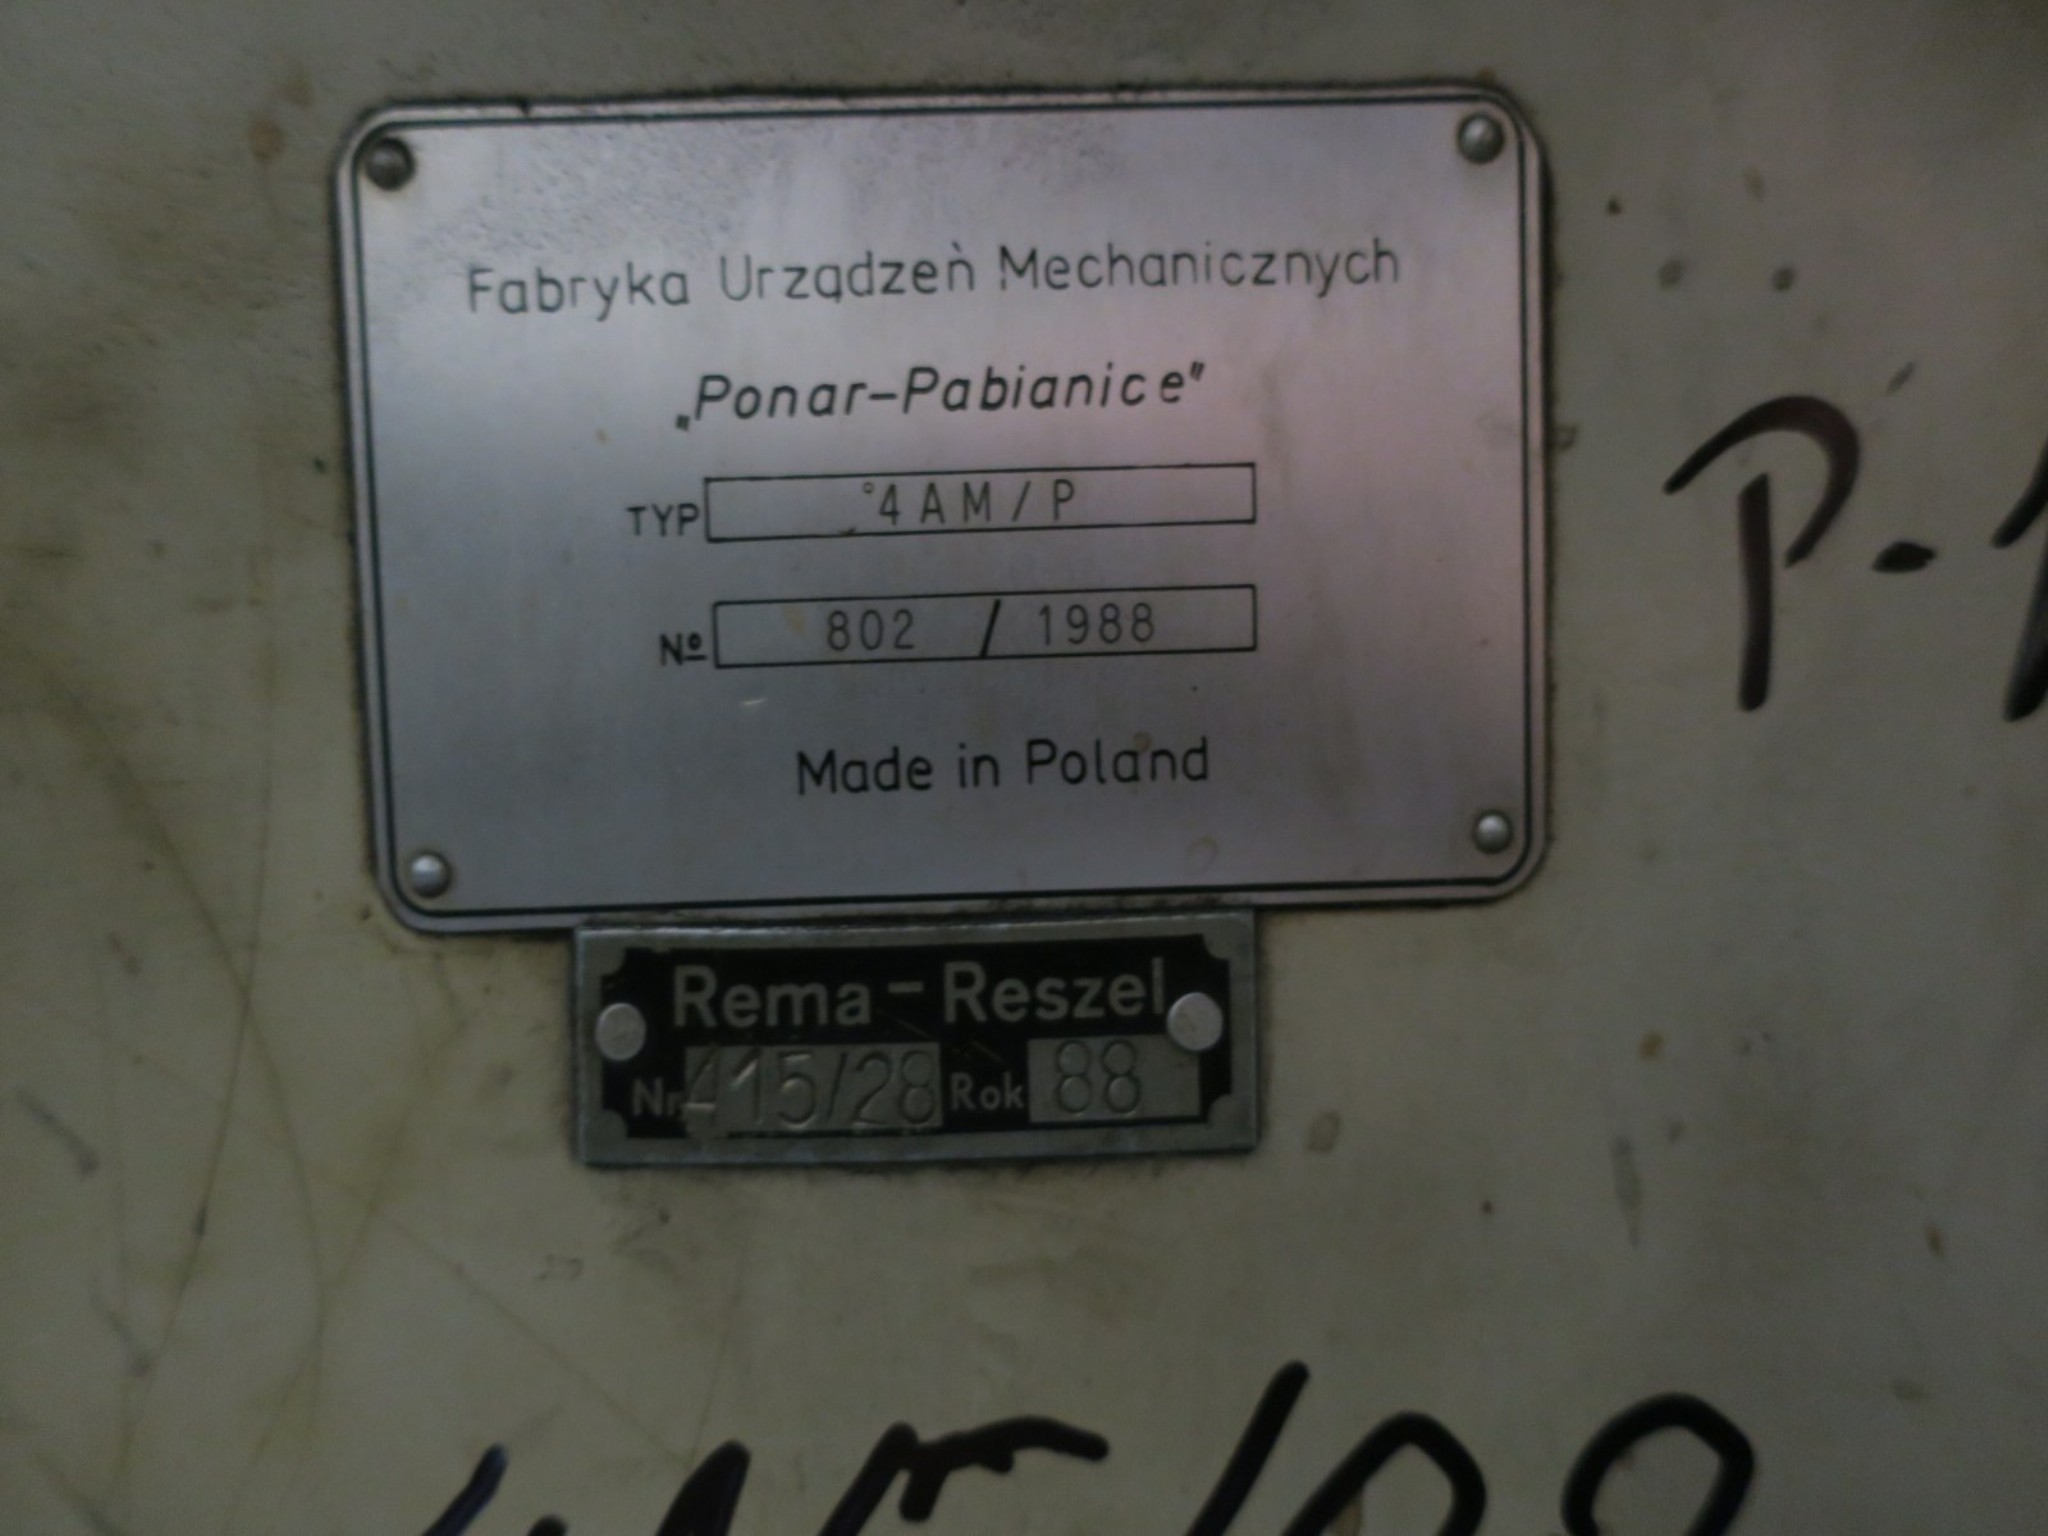 Fabryka Urządzeń Mechanicznych
„Ponar-Pabianice"
TYP °4AM/P
Nº 802 / 1988
Made in Poland
Rema-Reszel
Nr 415/28 Rok 88
P-1